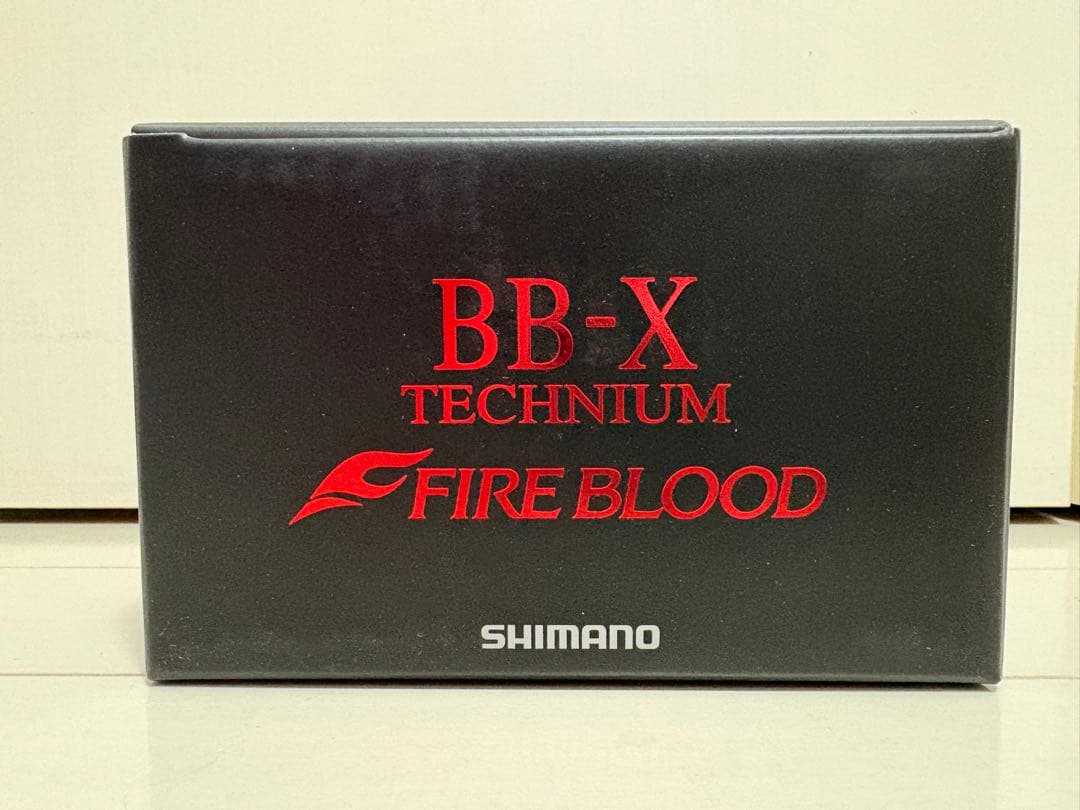 BB-X
TECHNIUM
FIRE BLOOD
SHIMANO